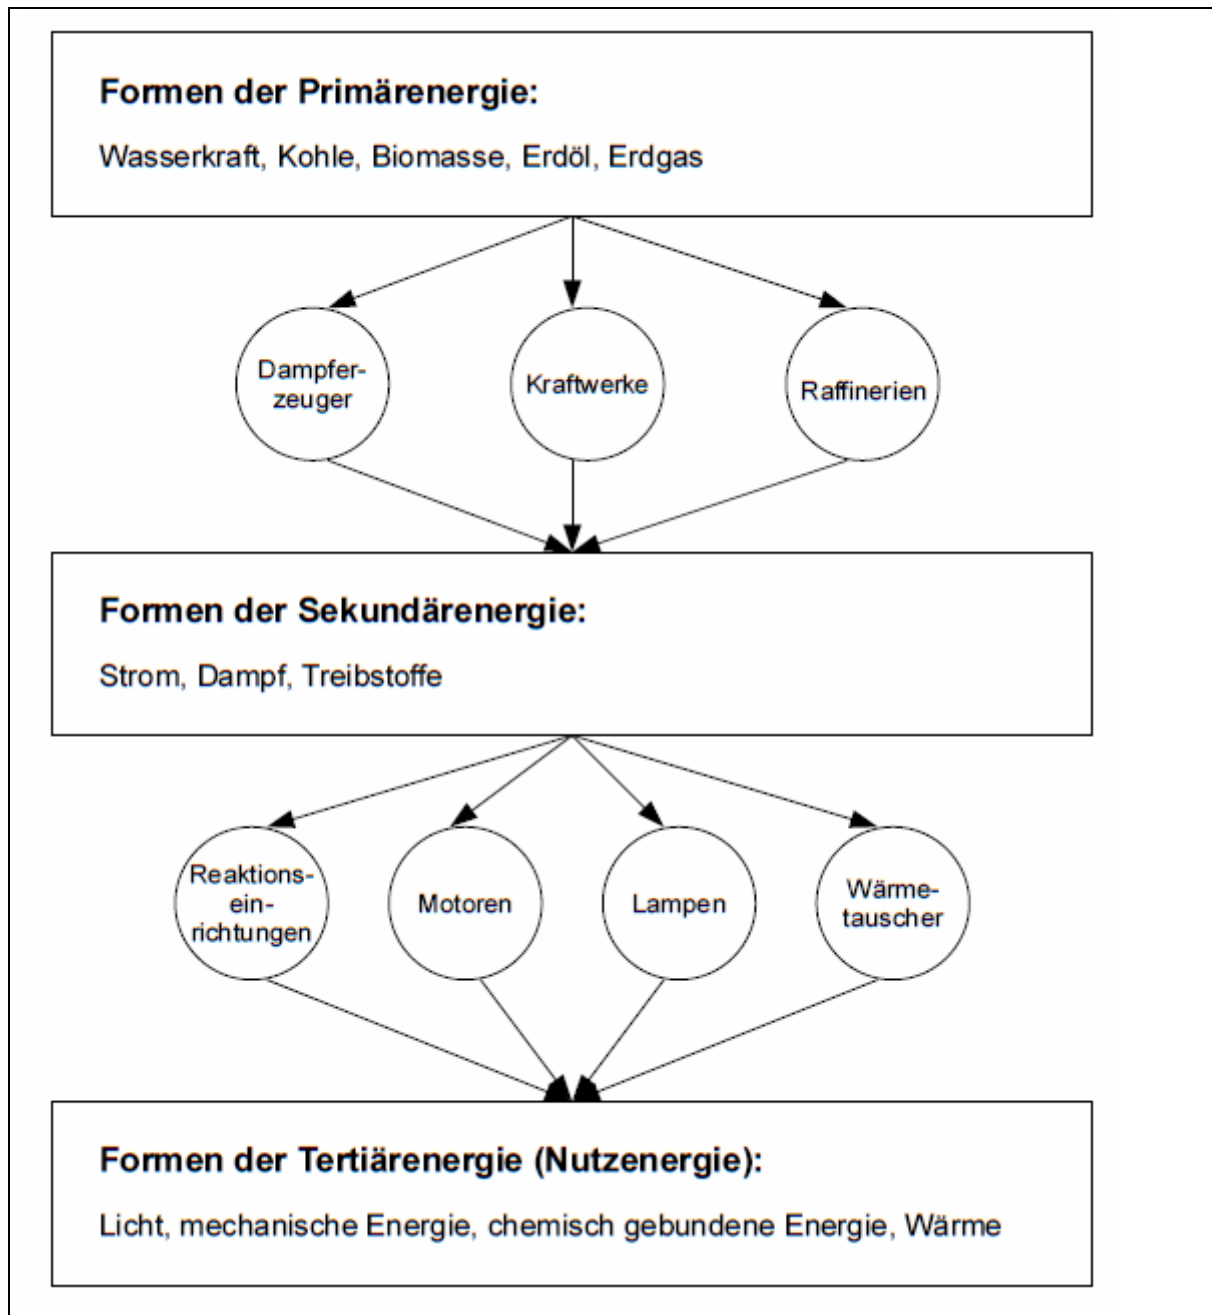 Formen der Primärenergie:
Wasserkraft, Kohle, Biomasse, Erdöl, Erdgas
Dampfer-
zeuger
Kraftwerke
Raffinerien
Formen der Sekundärenergie:
Strom, Dampf, Treibstoffe
Reaktions-
ein-
richtungen
Motoren
Lampen
Wärme-
tauscher
Formen der Tertiärenergie (Nutzenergie):
Licht, mechanische Energie, chemisch gebundene Energie, Wärme